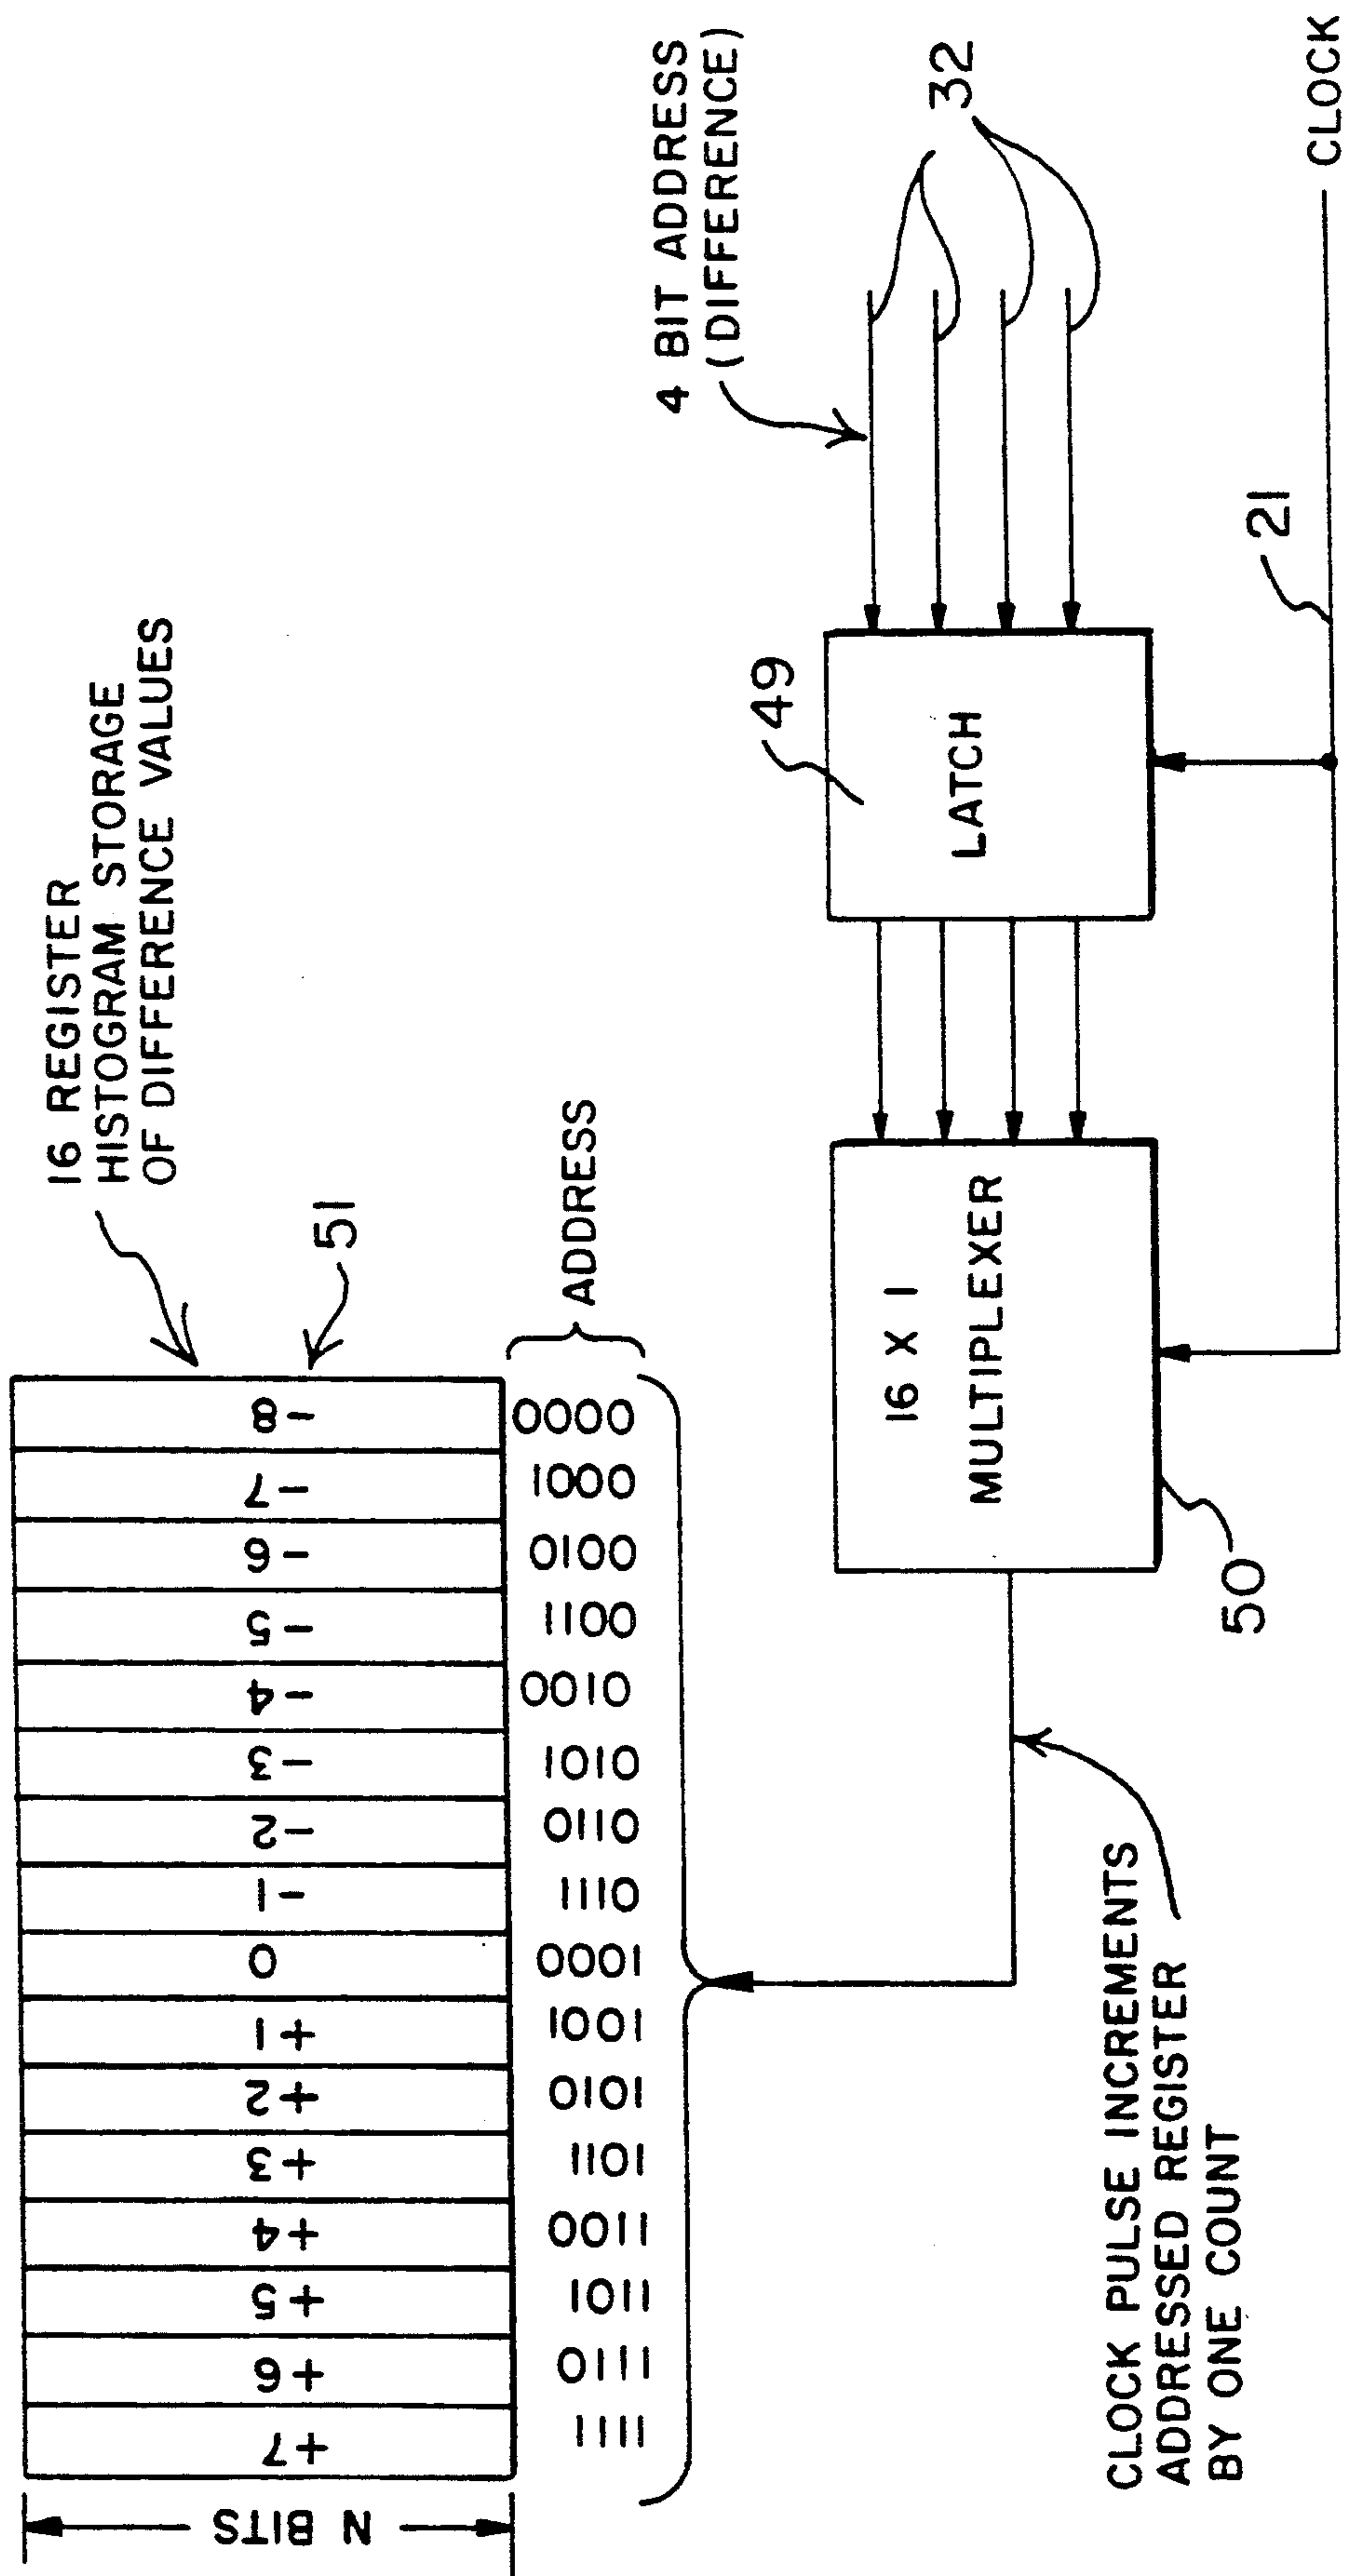 16 REGISTER
HISTOGRAM STORAGE
OF DIFFERENCE VALUES
51
N BITS
+7
+6
+5
+4
+3
+2
+1
0
-1
-2
-3
-4
-5
-6
-7
-8
1111
1110
1101
1100
1011
1010
1001
1000
0111
0110
0101
0100
0011
0010
0001
0000
ADDRESS
4 BIT ADDRESS
(DIFFERENCE)
32
49
LATCH
16 X 1
MULTIPLEXER
50
21
CLOCK
CLOCK PULSE INCREMENTS
ADDRESSED REGISTER
BY ONE COUNT